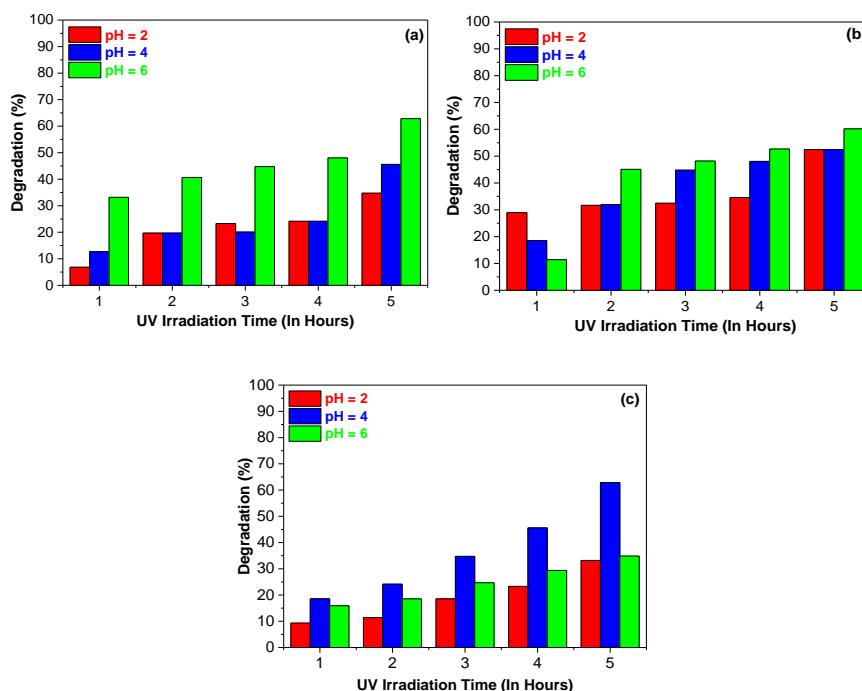 100
90
80
70
60
50
40
30
20
10
0
Degradation (%)
pH = 2
pH = 4
pH = 6
(a)
1 2 3 4 5
UV Irradiation Time (In Hours)
100
90
80
70
60
50
40
30
20
10
0
Degradation (%)
pH = 2
pH = 4
pH = 6
(b)
1 2 3 4 5
UV Irradiation Time (In Hours)
100
90
80
70
60
50
40
30
20
10
0
Degradation (%)
pH = 2
pH = 4
pH = 6
(c)
1 2 3 4 5
UV Irradiation Time (In Hours)